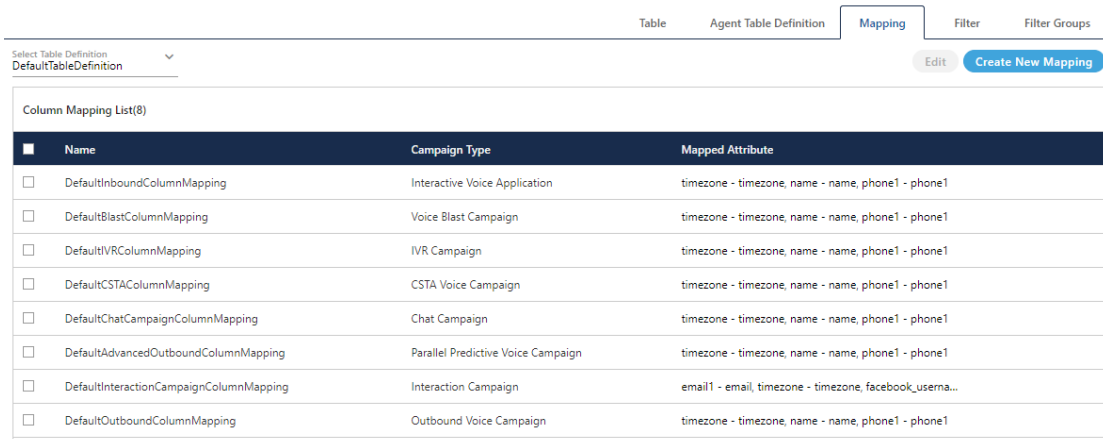 Table Agent Table Definition Mapping Filter Filter Groups
Select Table Definition
DefaultTableDefinition
Edit Create New Mapping
Column Mapping List(8)
Name Campaign Type Mapped Attribute
DefaultInboundColumnMapping Interactive Voice Application timezone - timezone, name - name, phone1 - phone1
DefaultBlastColumnMapping Voice Blast Campaign timezone - timezone, name - name, phone1 - phone1
DefaultIVRColumnMapping IVR Campaign timezone - timezone, name - name, phone1 - phone1
DefaultCSTAColumnMapping CSTA Voice Campaign timezone - timezone, name - name, phone1 - phone1
DefaultChatCampaignColumnMapping Chat Campaign timezone - timezone, name - name, phone1 - phone1
DefaultAdvancedOutboundColumnMapping Parallel Predictive Voice Campaign timezone - timezone, name - name, phone1 - phone1
DefaultInteractionCampaignColumnMapping Interaction Campaign email1 - email, timezone - timezone, facebook_userna...
DefaultOutboundColumnMapping Outbound Voice Campaign timezone - timezone, name - name, phone1 - phone1